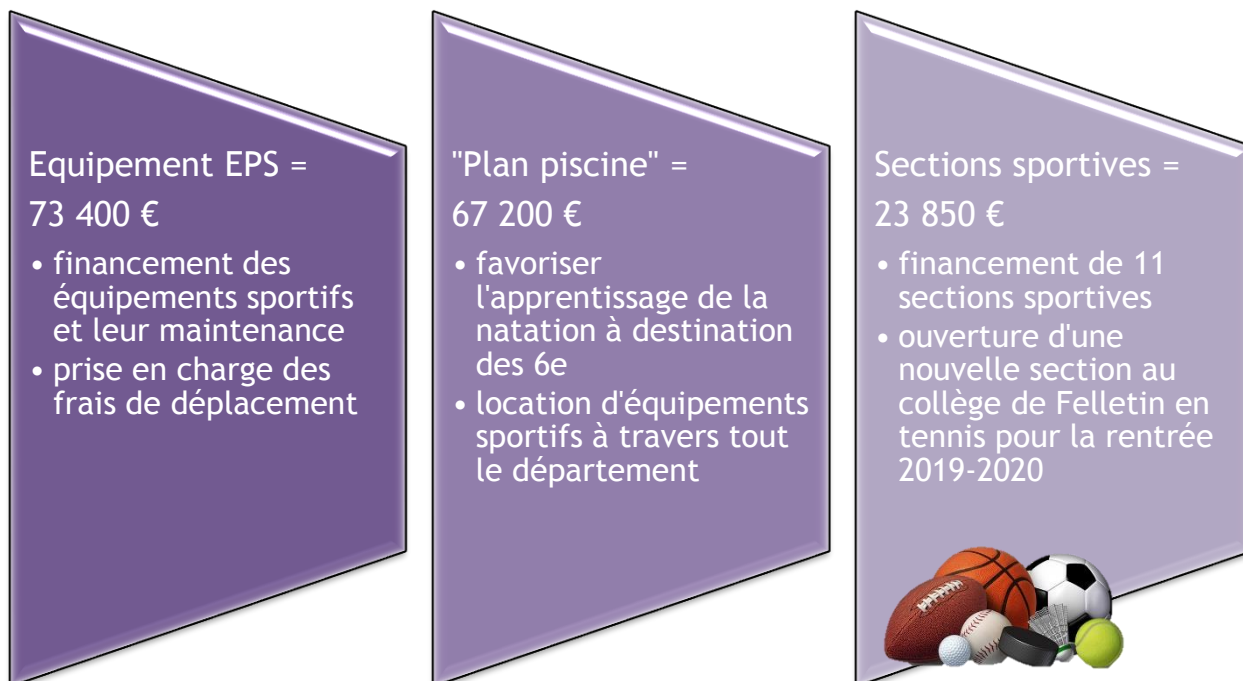 Equipement EPS =
73 400 €
• financement des
équipements sportifs
et leur maintenance
• prise en charge des
frais de déplacement
"Plan piscine" =
67 200 €
• favoriser
l'apprentissage de la
natation à destination
des 6e
• location d'équipements
sportifs à travers tout
le département
Sections sportives =
23 850 €
• financement de 11
sections sportives
• ouverture d'une
nouvelle section au
collège de Felletin en
tennis pour la rentrée
2019-2020